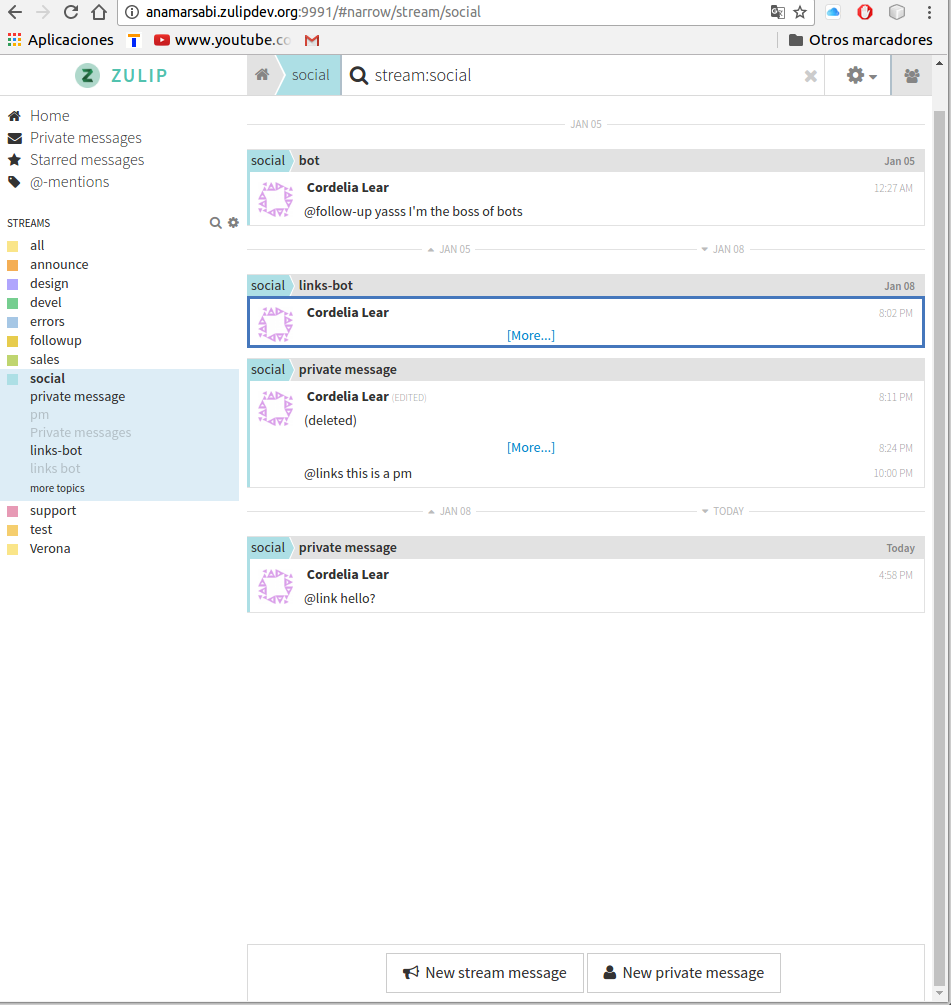 anamarsabi.zulipdev.org:9991/#narrow/stream/social
Aplicaciones
www.youtube.co
Otros marcadores
ZULIP
social
stream:social
Home
Private messages
Starred messages
@-mentions
STREAMS
all
announce
design
devel
errors
followup
sales
social
private message
pm
Private messages
links-bot
links bot
more topics
support
test
Verona
JAN 05
social bot Jan 05
Cordelia Lear 12:27 AM
@follow-up yasss I'm the boss of bots
JAN 05 JAN 08
social links-bot Jan 08
Cordelia Lear 8:02 PM
[More...]
social private message
Cordelia Lear (EDITED) 8:11 PM
(deleted)
[More...] 8:24 PM
@links this is a pm 10:00 PM
JAN 08 TODAY
social private message Today
Cordelia Lear 4:58 PM
@link hello?
New stream message New private message